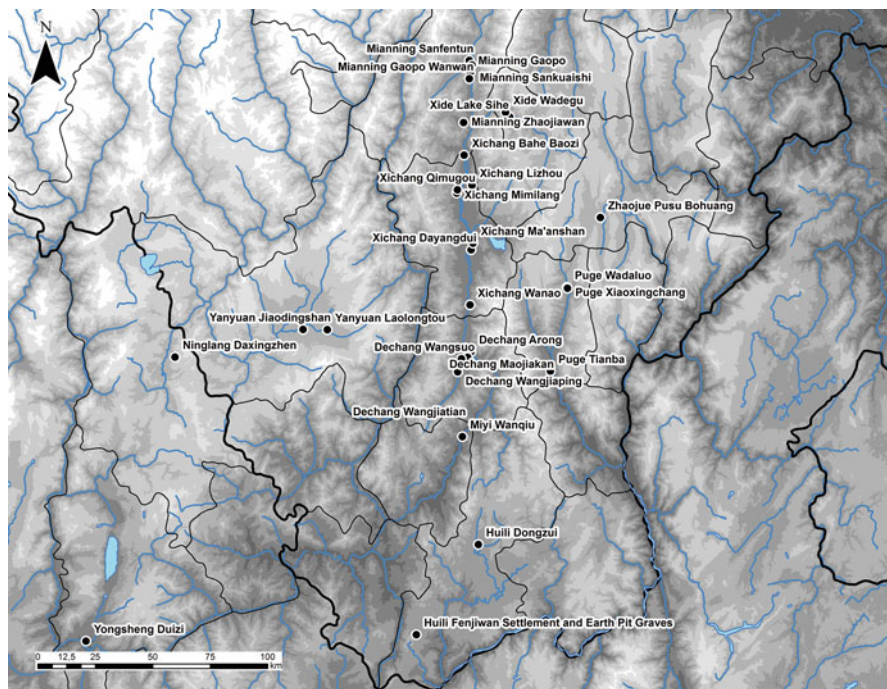 N
Mianning Sanfentun
Mianning Gaopo
Mianning Gaopo Wanwan
Mianning Sankuaishi
Xide Lake Sihe
Xide Wadegu
Mianning Zhaojiawan
Xichang Bahe Baozi
Xichang Lizhou
Xichang Qimugou
Xichang Mimilang
Zhaojue Pusu Bohuang
Xichang Ma'anshan
Xichang Dayangdui
Puge Wadaluo
Puge Xiaoxingchang
Xichang Wanao
Yanyuan Jiaodingshan
Yanyuan Laolongtou
Ninglang Daxingzhen
Dechang Arong
Dechang Wangsuo
Dechang Maojiakan
Puge Tianba
Dechang Wangjiaping
Dechang Wangjiatian
Miyi Wanqiu
Huili Dongzui
Huili Fenjiwan Settlement and Earth Pit Graves
Yongsheng Duizi
0 12,5 25 50 75 100
km